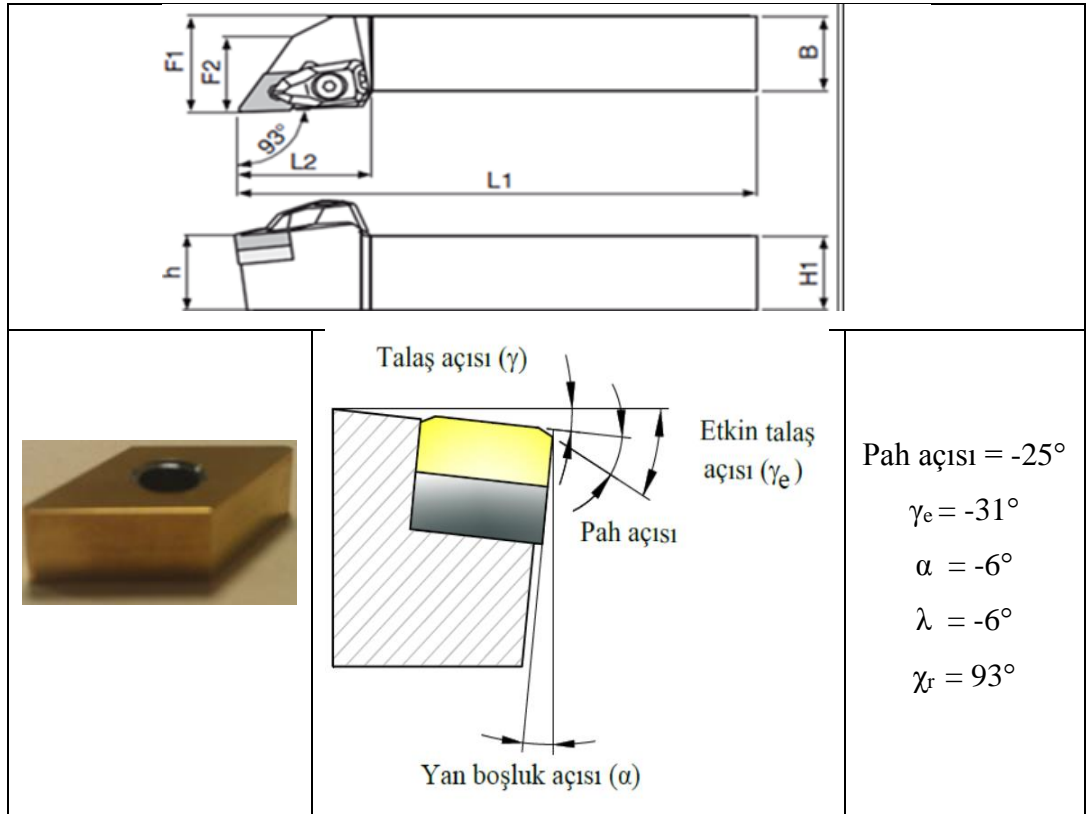 F1
F2
B
93°
L2
L1
h
H1
Talaş açısı (γ)
Etkin talaş
açısı (γe)
Pah açısı
Yan boşluk açısı (α)
Pah açısı = -25°
γe = -31°
α = -6°
λ = -6°
χr = 93°